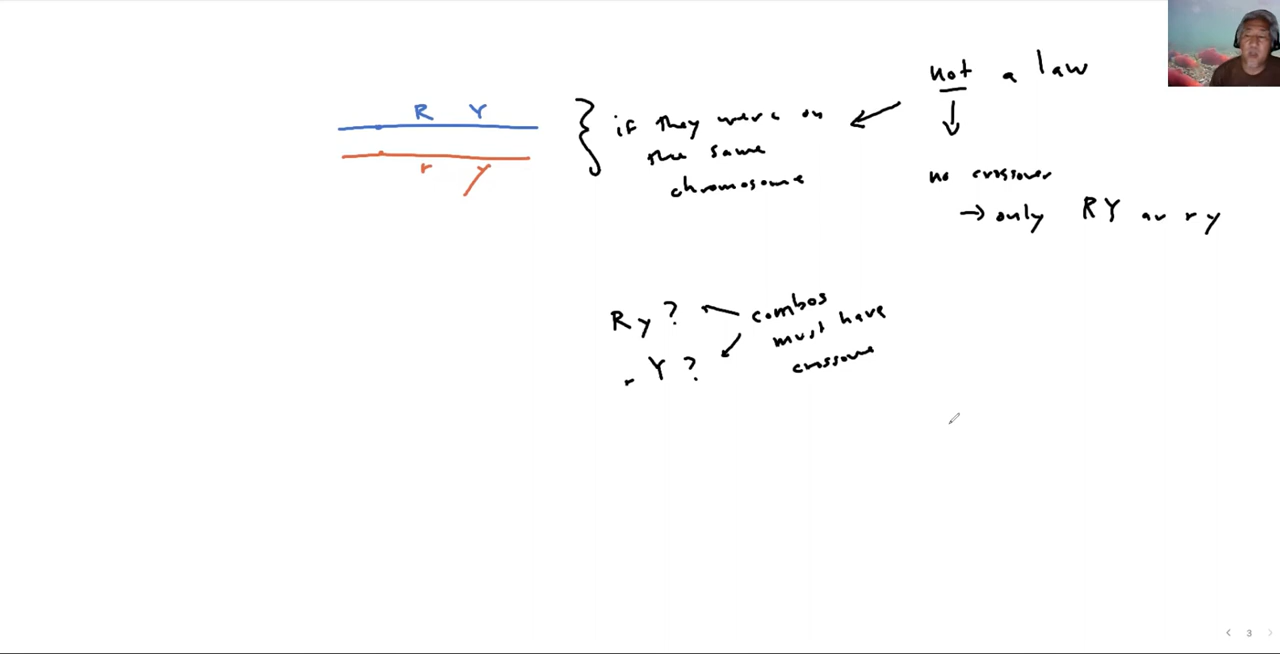 R Y
r y
if they were on
the same
chromosome
not a law
no crossover
→ only RY or ry
Ry?
rY?
combos
must have
crossover
3